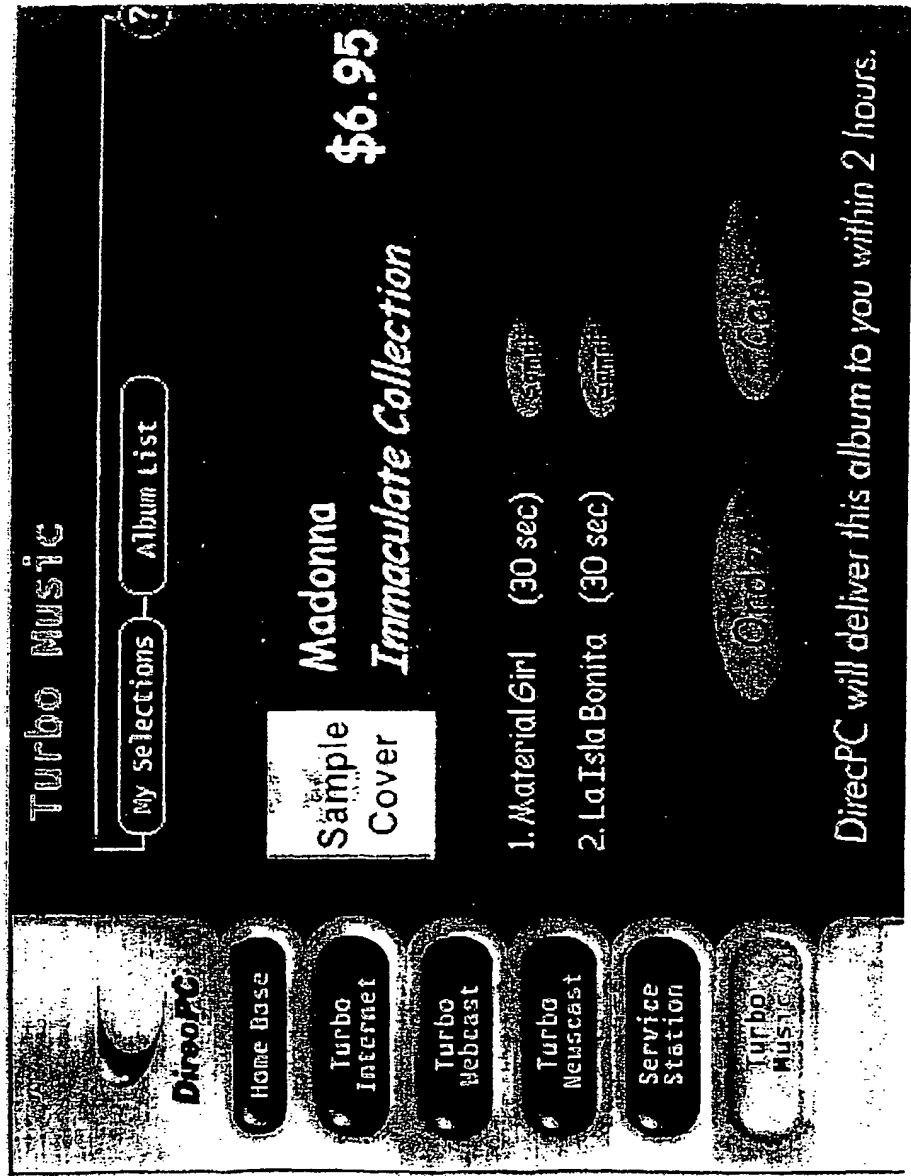 Turbo Music
?
My Selections
Album List
Sample
Cover
Madonna
Immaculate Collection
$6.95
1. Material Girl (30 sec)
2. La Isla Bonita (30 sec)
DirecPC will deliver this album to you within 2 hours.
DirecPC
Home Base
Turbo
Internet
Turbo
Webcast
Turbo
Newscast
Service
Station
Turbo
Music